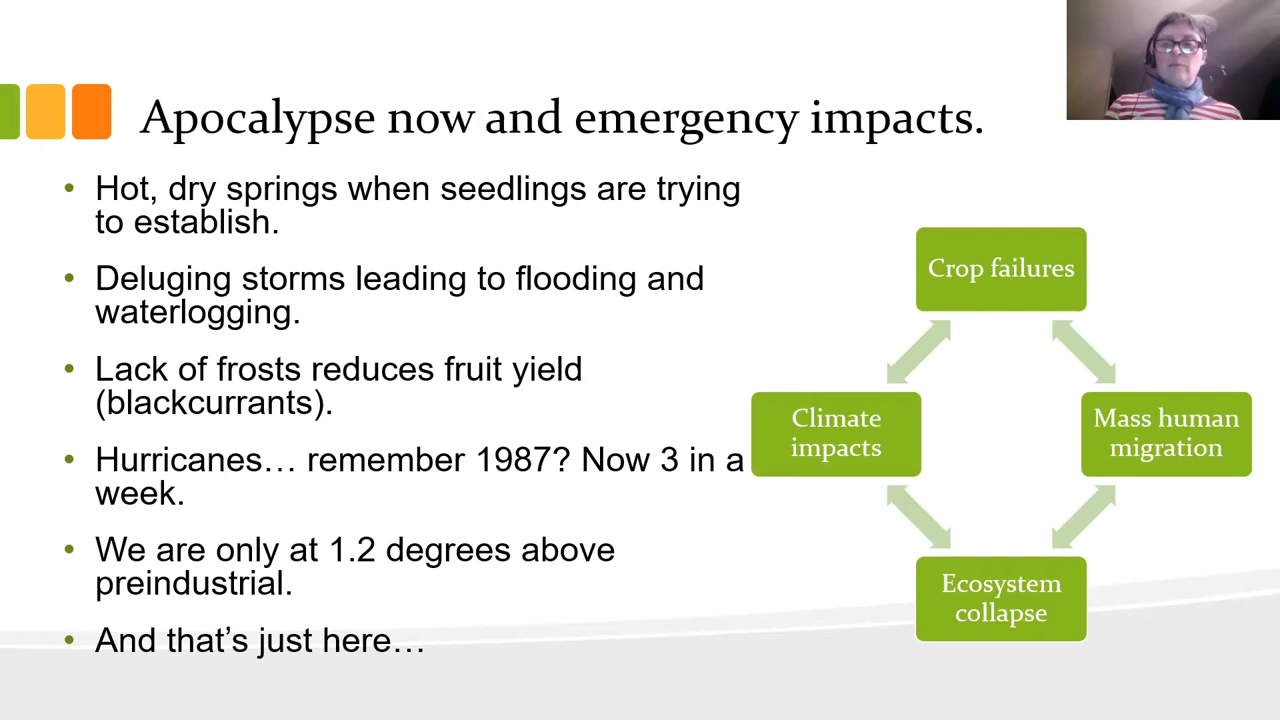 Apocalypse now and emergency impacts.
• Hot, dry springs when seedlings are trying
to establish.
• Deluging storms leading to flooding and
waterlogging.
• Lack of frosts reduces fruit yield
(blackcurrants).
• Hurricanes… remember 1987? Now 3 in a
week.
• We are only at 1.2 degrees above
preindustrial.
• And that’s just here…
Crop failures
Climate
impacts
Mass human
migration
Ecosystem
collapse